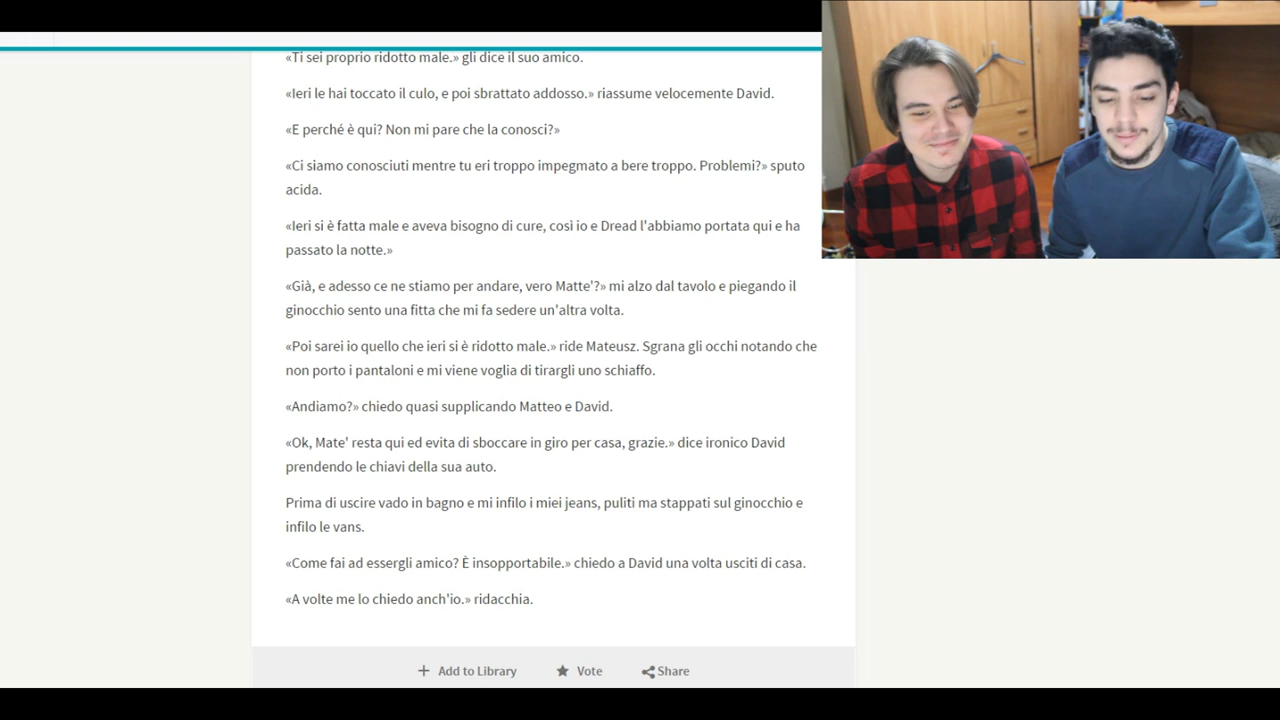 «Ti sei proprio ridotto male.» gli dice il suo amico.
«Ieri le hai toccato il culo, e poi sbrattato addosso.» riassume velocemente David.
«E perché è qui? Non mi pare che la conosci?»
«Ci siamo conosciuti mentre tu eri troppo impegmato a bere troppo. Problemi?» sputo
acida.
«Ieri si è fatta male e aveva bisogno di cure, così io e Dread l'abbiamo portata qui e ha
passato la notte.»
«Già, e adesso ce ne stiamo per andare, vero Matte'?» mi alzo dal tavolo e piegando il
ginocchio sento una fitta che mi fa sedere un'altra volta.
«Poi sarei io quello che ieri si è ridotto male.» ride Mateusz. Sgrana gli occhi notando che
non porto i pantaloni e mi viene voglia di tirargli uno schiaffo.
«Andiamo?» chiedo quasi supplicando Matteo e David.
«Ok, Mate' resta qui ed evita di sboccare in giro per casa, grazie.» dice ironico David
prendendo le chiavi della sua auto.
Prima di uscire vado in bagno e mi infilo i miei jeans, puliti ma stappati sul ginocchio e
infilo le vans.
«Come fai ad essergli amico? È insopportabile.» chiedo a David una volta usciti di casa.
«A volte me lo chiedo anch'io.» ridacchia.
+ Add to Library
Vote
Share